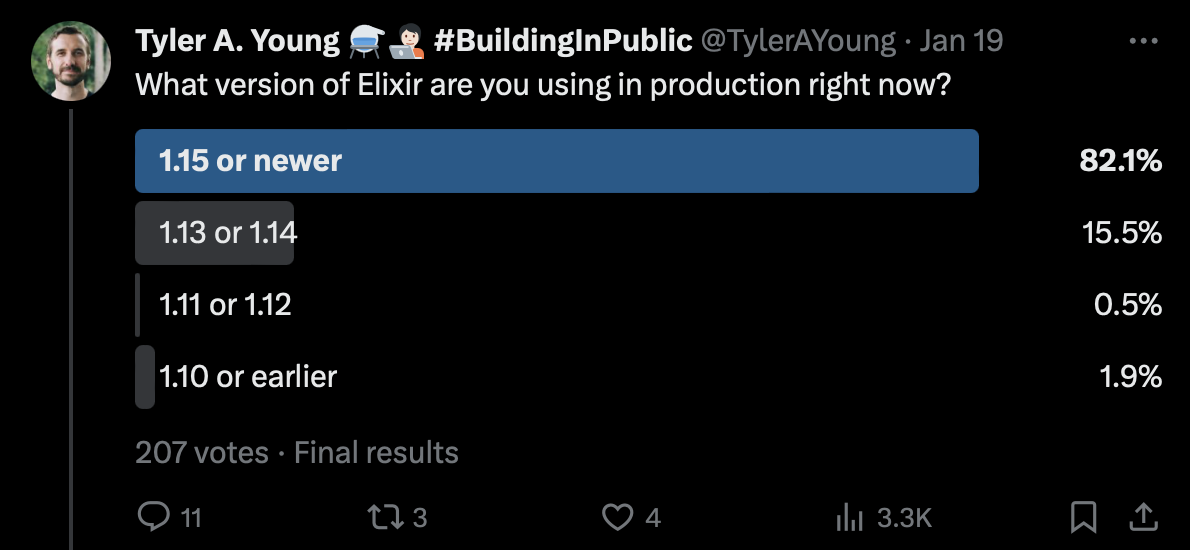 Tyler A. Young #BuildingInPublic @TylerAYoung · Jan 19
What version of Elixir are you using in production right now?
1.15 or newer 82.1%
1.13 or 1.14 15.5%
1.11 or 1.12 0.5%
1.10 or earlier 1.9%
207 votes · Final results
11 3 4 3.3K